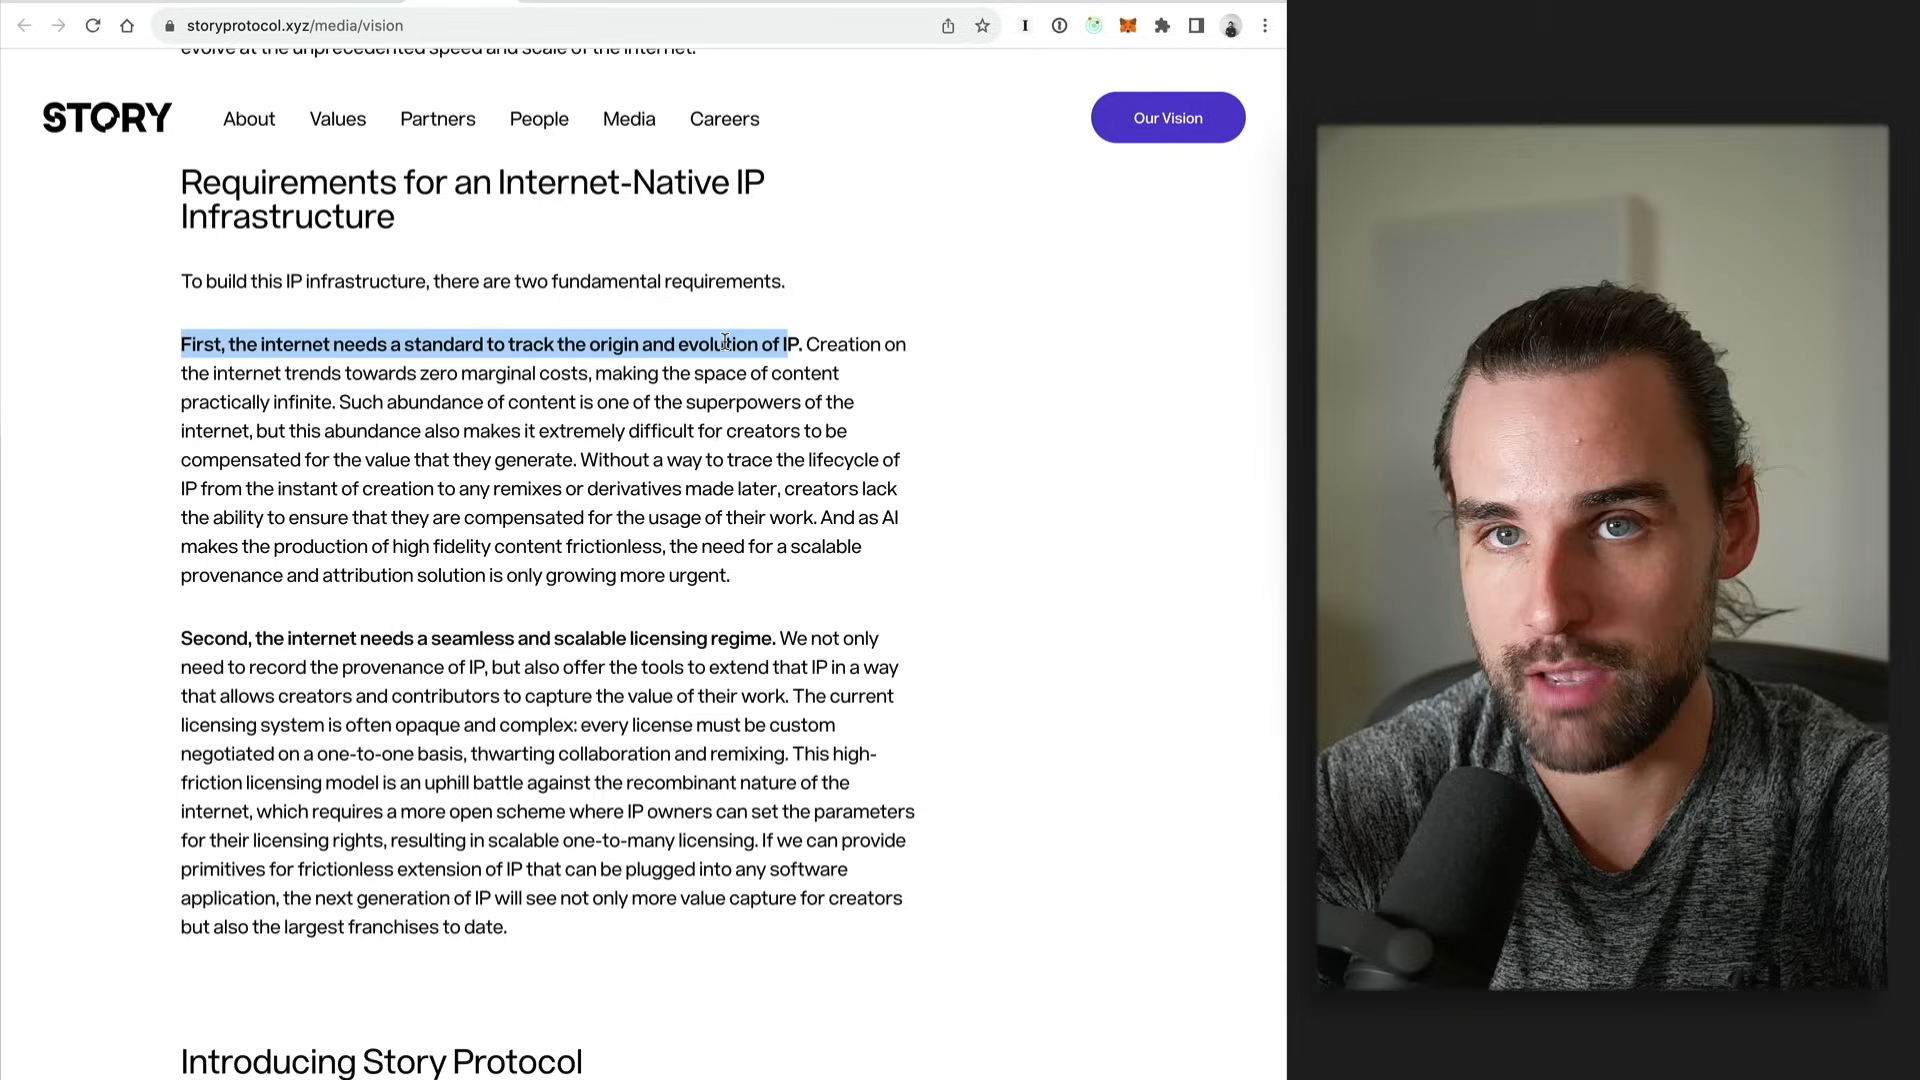 storyprotocol.xyz/media/vision
evolve at the unprecedented speed and scale of the internet.
STORY
About
Values
Partners
People
Media
Careers
Our Vision
Requirements for an Internet-Native IP
Infrastructure
To build this IP infrastructure, there are two fundamental requirements.
First, the internet needs a standard to track the origin and evolution of IP. Creation on
the internet trends towards zero marginal costs, making the space of content
practically infinite. Such abundance of content is one of the superpowers of the
internet, but this abundance also makes it extremely difficult for creators to be
compensated for the value that they generate. Without a way to trace the lifecycle of
IP from the instant of creation to any remixes or derivatives made later, creators lack
the ability to ensure that they are compensated for the usage of their work. And as AI
makes the production of high fidelity content frictionless, the need for a scalable
provenance and attribution solution is only growing more urgent.
Second, the internet needs a seamless and scalable licensing regime. We not only
need to record the provenance of IP, but also offer the tools to extend that IP in a way
that allows creators and contributors to capture the value of their work. The current
licensing system is often opaque and complex: every license must be custom
negotiated on a one-to-one basis, thwarting collaboration and remixing. This high-
friction licensing model is an uphill battle against the recombinant nature of the
internet, which requires a more open scheme where IP owners can set the parameters
for their licensing rights, resulting in scalable one-to-many licensing. If we can provide
primitives for frictionless extension of IP that can be plugged into any software
application, the next generation of IP will see not only more value capture for creators
but also the largest franchises to date.
Introducing Story Protocol